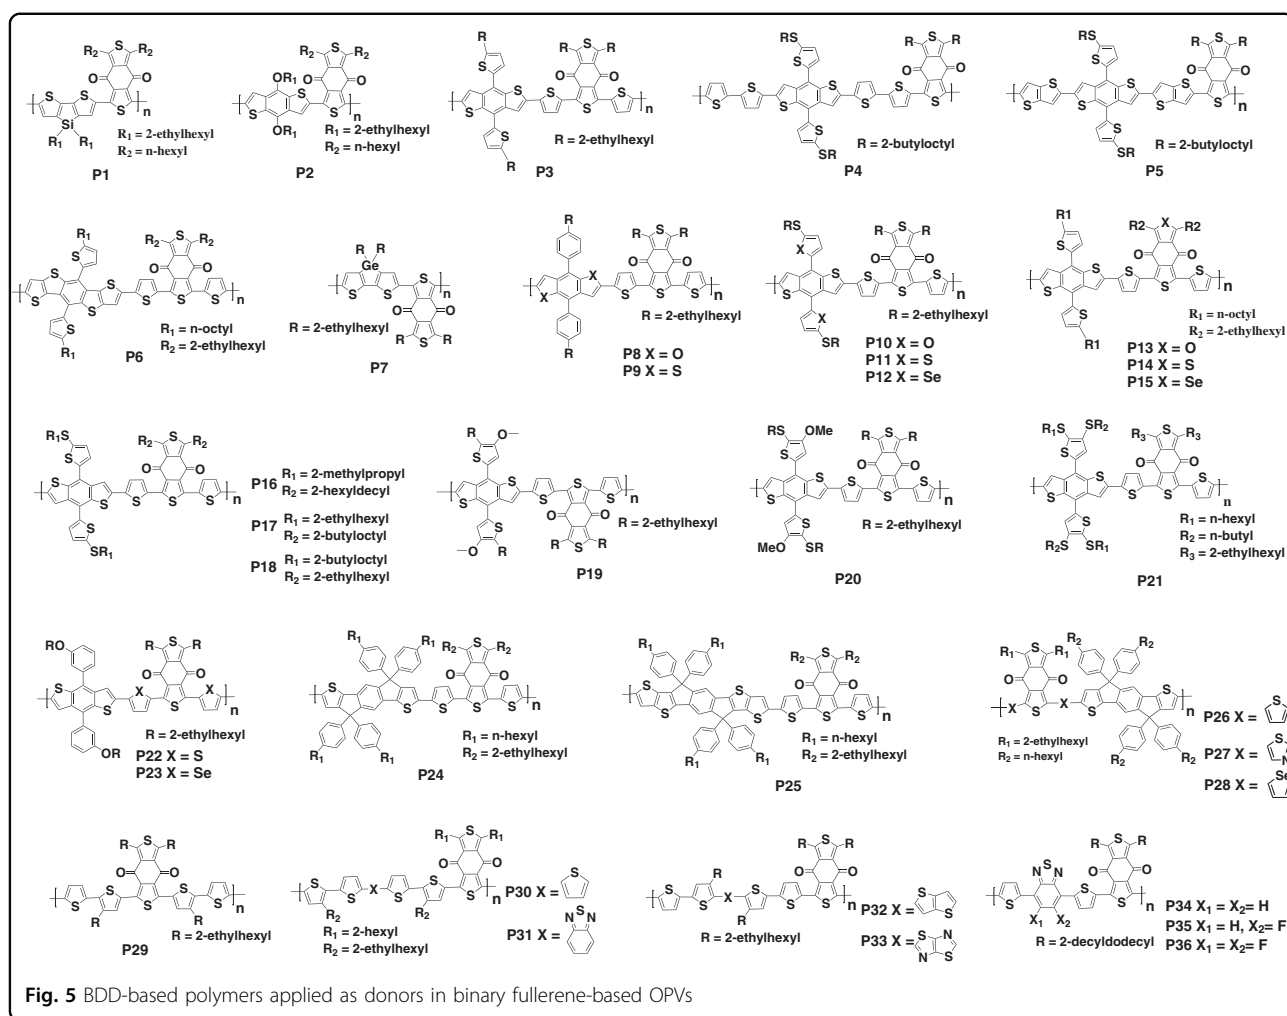 R₁ = 2-ethylhexyl
R₂ = n-hexyl
P1
R₁ = 2-ethylhexyl
R₂ = n-hexyl
P2
R = 2-ethylhexyl
P3
R = 2-butyloctyl
P4
R = 2-butyloctyl
P5
R₁ = n-octyl
R₂ = 2-ethylhexyl
P6
R = 2-ethylhexyl
P7
R = 2-ethylhexyl
P8 X = O
P9 X = S
R = 2-ethylhexyl
P10 X = O
P11 X = S
P12 X = Se
R₁ = n-octyl
R₂ = 2-ethylhexyl
P13 X = O
P14 X = S
P15 X = Se
P16 R₁ = 2-methylpropyl
R₂ = 2-hexyldecyl
P17 R₁ = 2-ethylhexyl
R₂ = 2-butyloctyl
P18 R₁ = 2-butyloctyl
R₂ = 2-ethylhexyl
R = 2-ethylhexyl
P19
R = 2-ethylhexyl
P20
R₁ = n-hexyl
R₂ = n-butyl
R₃ = 2-ethylhexyl
P21
R = 2-ethylhexyl
P22 X = S
P23 X = Se
R₁ = n-hexyl
R₂ = 2-ethylhexyl
P24
R₁ = n-hexyl
R₂ = 2-ethylhexyl
P25
R₁ = 2-ethylhexyl
R₂ = n-hexyl
P26 X =
P27 X =
P28 X =
R = 2-ethylhexyl
P29
R₁ = 2-hexyl
R₂ = 2-ethylhexyl
P30 X =
P31 X =
R = 2-ethylhexyl
P32 X =
P33 X =
R = 2-decyldodecyl
P34 X₁ = X₂= H
P35 X₁ = H, X₂= F
P36 X₁ = X₂= F
Fig. 5 BDD-based polymers applied as donors in binary fullerene-based OPVs